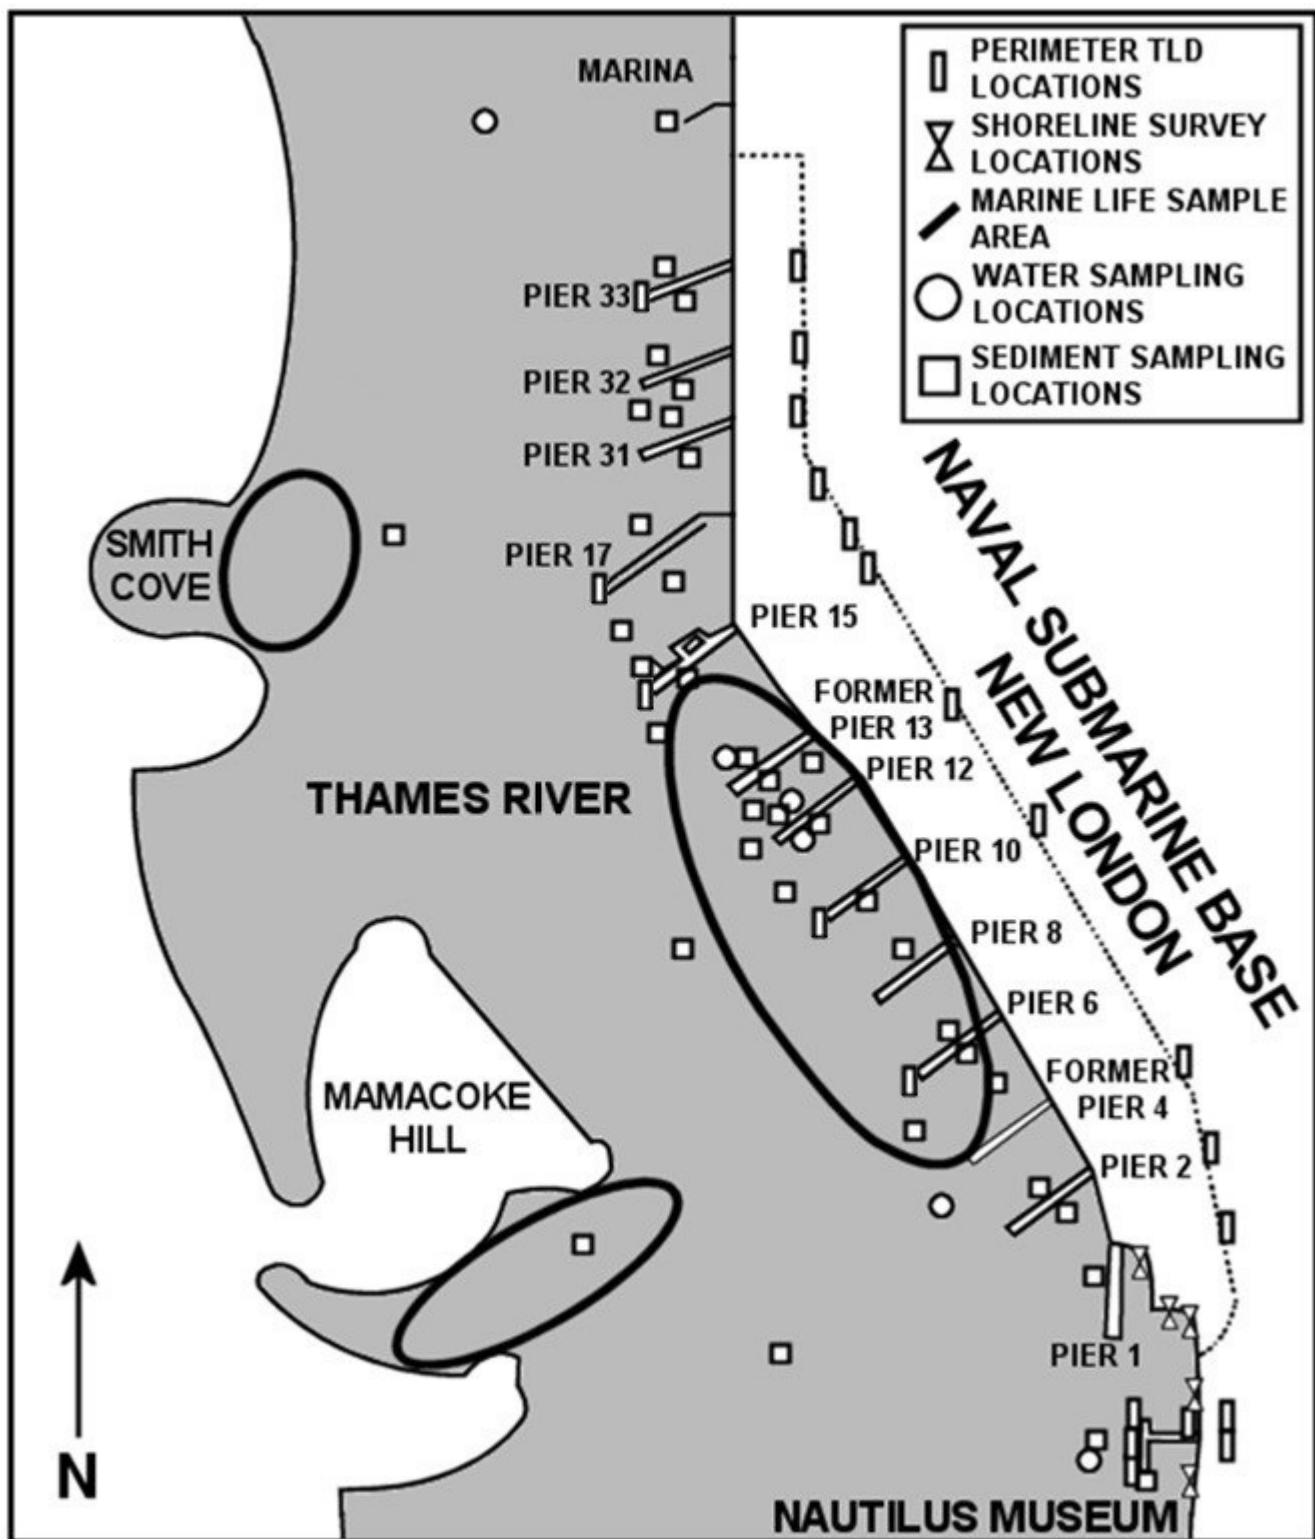 MARINA
PERIMETER TLD
LOCATIONS
SHORELINE SURVEY
LOCATIONS
MARINE LIFE SAMPLE
AREA
WATER SAMPLING
LOCATIONS
SEDIMENT SAMPLING
LOCATIONS
PIER 33
PIER 32
PIER 31
NAVAL SUBMARINE BASE
NEW LONDON
SMITH
COVE
PIER 17
PIER 15
FORMER
PIER 13
PIER 12
THAMES RIVER
PIER 10
PIER 8
PIER 6
FORMER
PIER 4
MAMACOKE
HILL
PIER 2
PIER 1
N
NAUTILUS MUSEUM